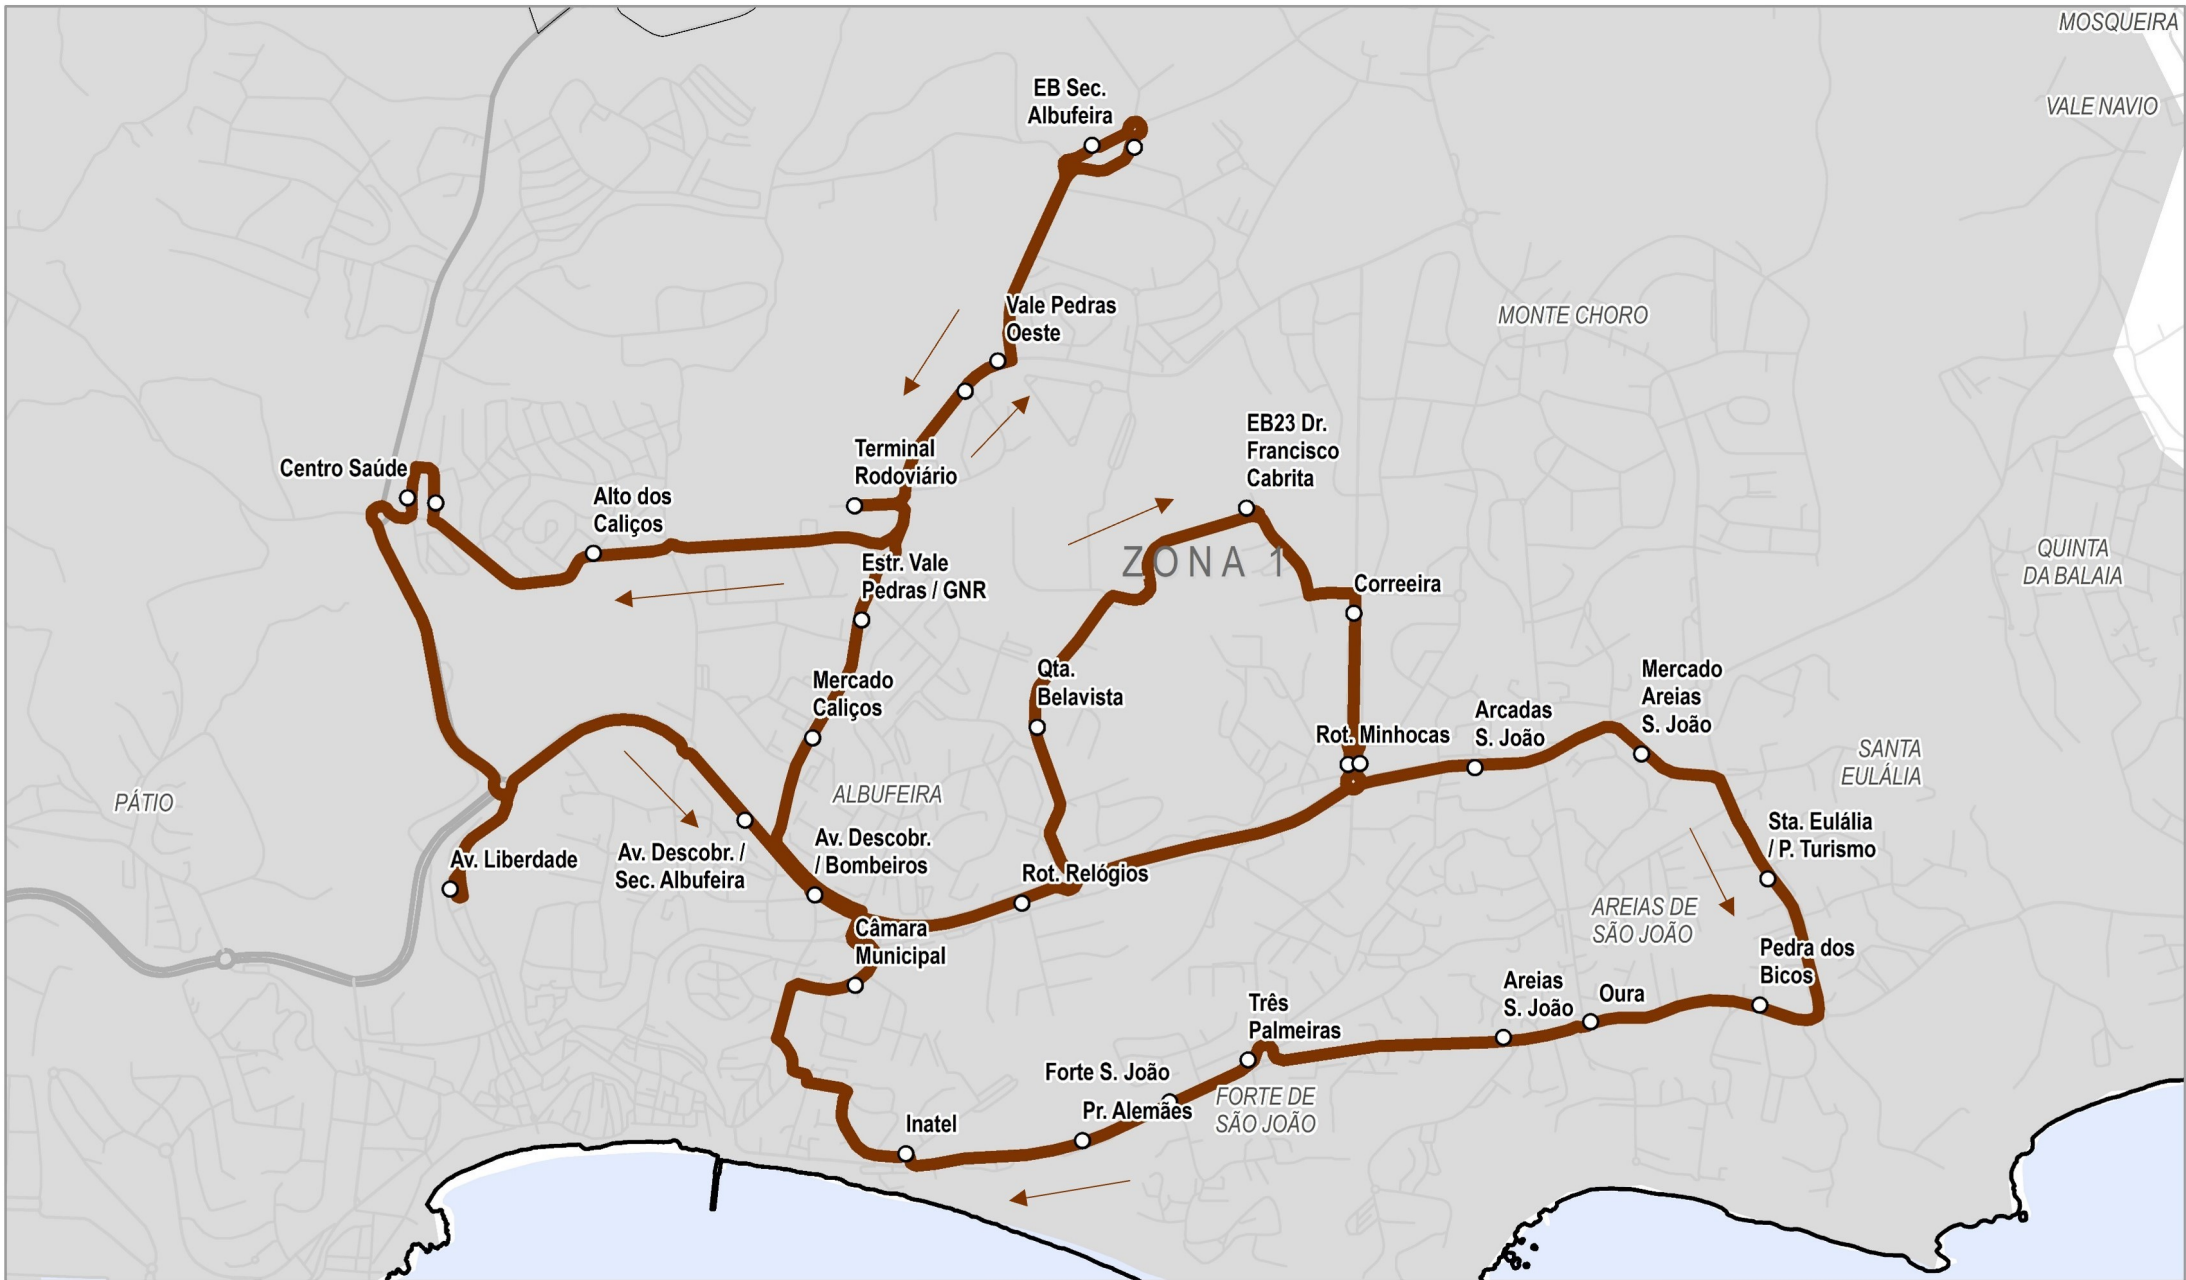 MOSQUEIRA
EB Sec.
Albufeira
VALE NAVIO
Vale Pedras
Oeste
MONTE CHORO
EB23 Dr.
Francisco
Cabrita
Terminal
Rodoviário
Centro Saúde
Alto dos
Caliços
ZONA 1
QUINTA
DA BALAIA
Estr. Vale
Pedras / GNR
Correeira
Qta.
Belavista
Mercado
Caliços
Mercado
Areias
S. João
Arcadas
S. João
Rot. Minhocas
SANTA
EULÁLIA
PÁTIO
ALBUFEIRA
Sta. Eulália
/ P. Turismo
Av. Descobr.
/ Bombeiros
Av. Liberdade
Av. Descobr. /
Sec. Albufeira
Rot. Relógios
AREIAS DE
SÃO JOÃO
Câmara
Municipal
Pedra dos
Bicos
Areias
S. João
Oura
Três
Palmeiras
Forte S. João
Pr. Alemães
FORTE DE
SÃO JOÃO
Inatel